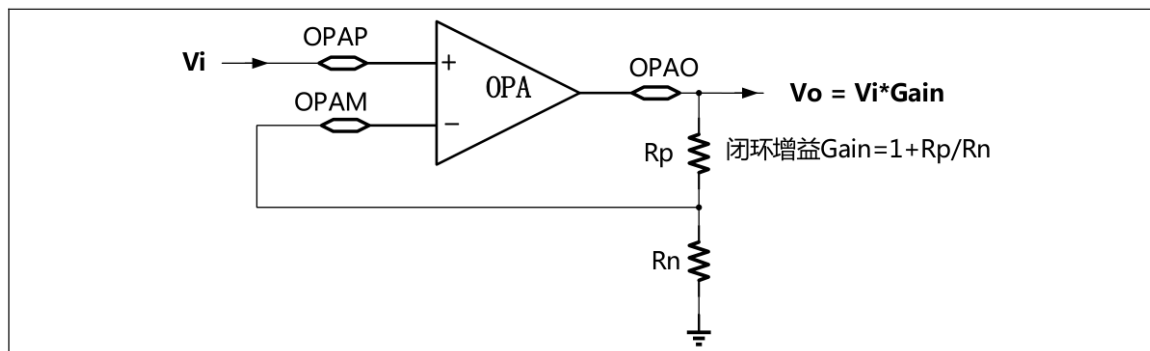 OPAP
Vi
+
OPA
OPAO
Vo = Vi*Gain
OPAM
−
Rp
闭环增益Gain=1+Rp/Rn
Rn